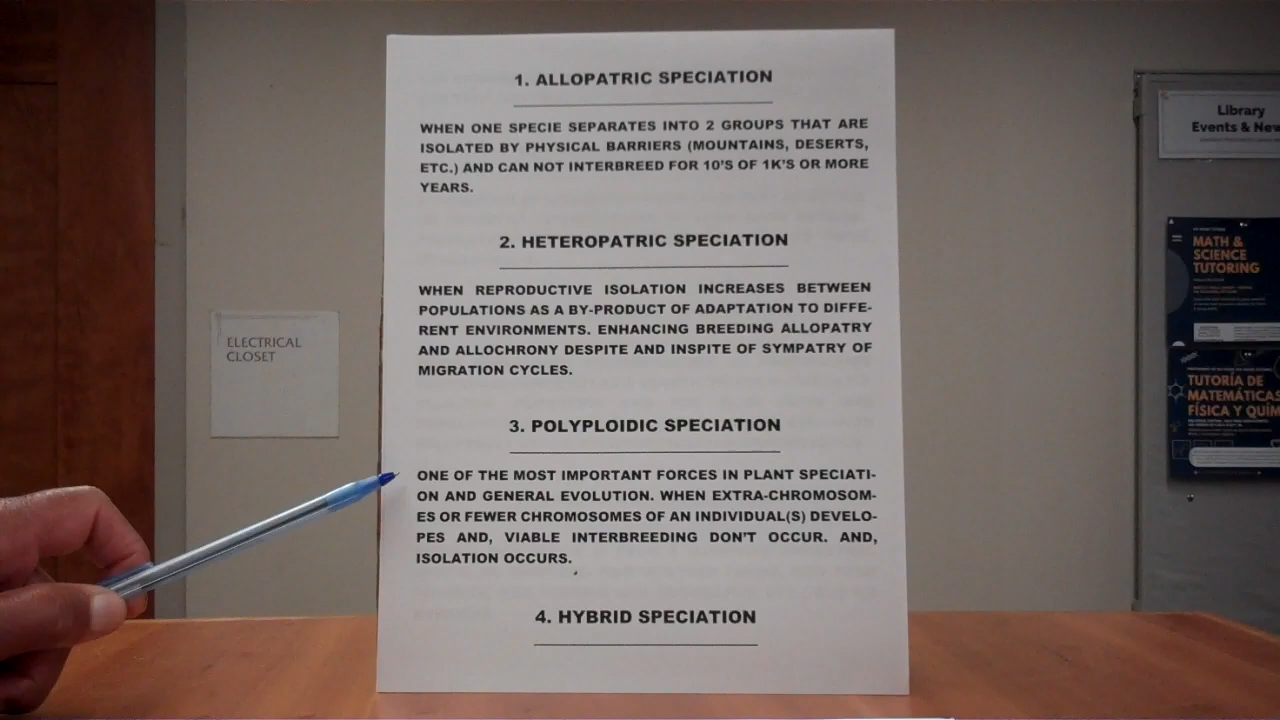 1. ALLOPATRIC SPECIATION
WHEN ONE SPECIE SEPARATES INTO 2 GROUPS THAT ARE
ISOLATED BY PHYSICAL BARRIERS (MOUNTAINS, DESERTS,
ETC.) AND CAN NOT INTERBREED FOR 10'S OF 1K'S OR MORE
YEARS.
2. HETEROPATRIC SPECIATION
WHEN REPRODUCTIVE ISOLATION INCREASES BETWEEN
POPULATIONS AS A BY-PRODUCT OF ADAPTATION TO DIFFE-
RENT ENVIRONMENTS. ENHANCING BREEDING ALLOPATRY
AND ALLOCHRONY DESPITE AND INSPITE OF SYMPATRY OF
MIGRATION CYCLES.
3. POLYPLOIDIC SPECIATION
ONE OF THE MOST IMPORTANT FORCES IN PLANT SPECIATI-
ON AND GENERAL EVOLUTION. WHEN EXTRA-CHROMOSOM-
ES OR FEWER CHROMOSOMES OF AN INDIVIDUAL(S) DEVELO-
PES AND, VIABLE INTERBREEDING DON'T OCCUR. AND,
ISOLATION OCCURS.
4. HYBRID SPECIATION
ELECTRICAL
CLOSET
Library
Events & New
MATH &
SCIENCE
TUTORING
TUTORÍA DE
MATEMÁTICAS
FÍSICA Y QUÍM